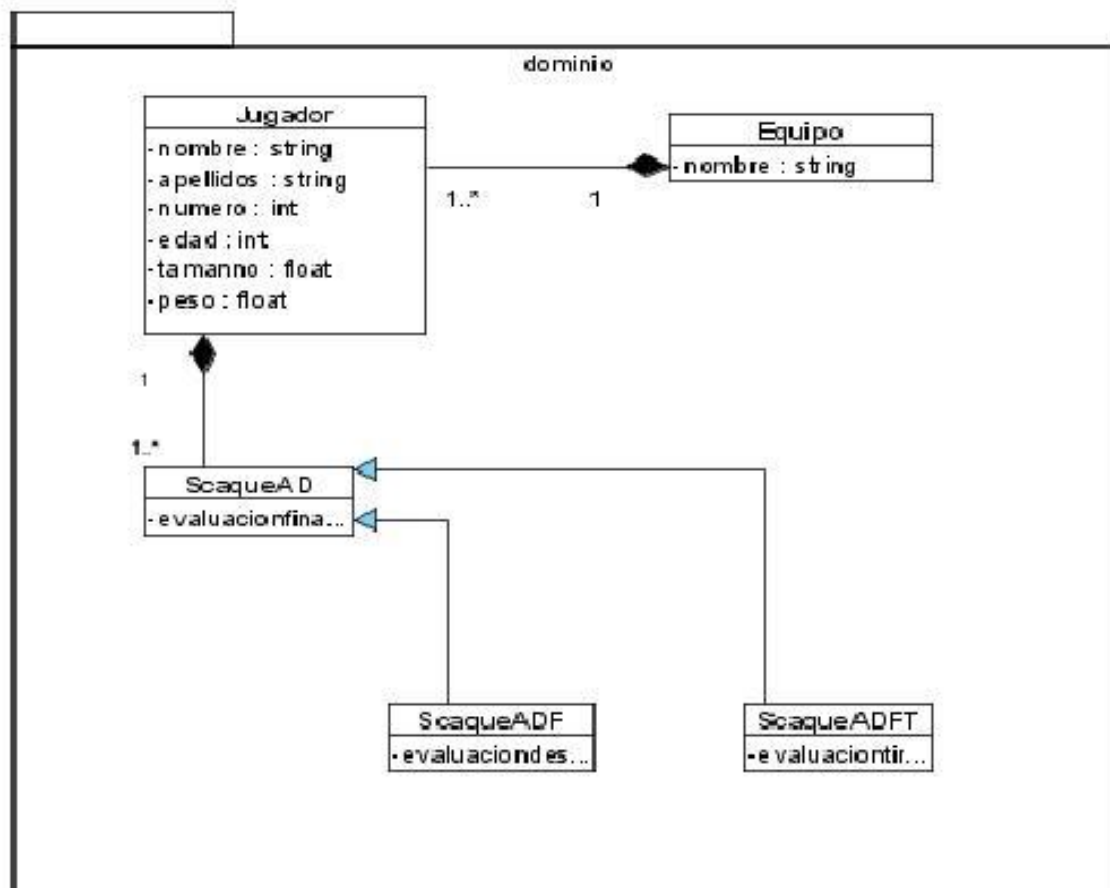 dominio
Jugador
-nombre : string
-apellidos : string
-numero : int
-edad : int
-tamanno : float
-peso : float
Equipo
-nombre : string
1..*
1
1
1..*
ScaqueAD
-evaluacionfina...
ScaqueADF
-evaluaciondes...
ScaqueADFT
-evaluaciontir...